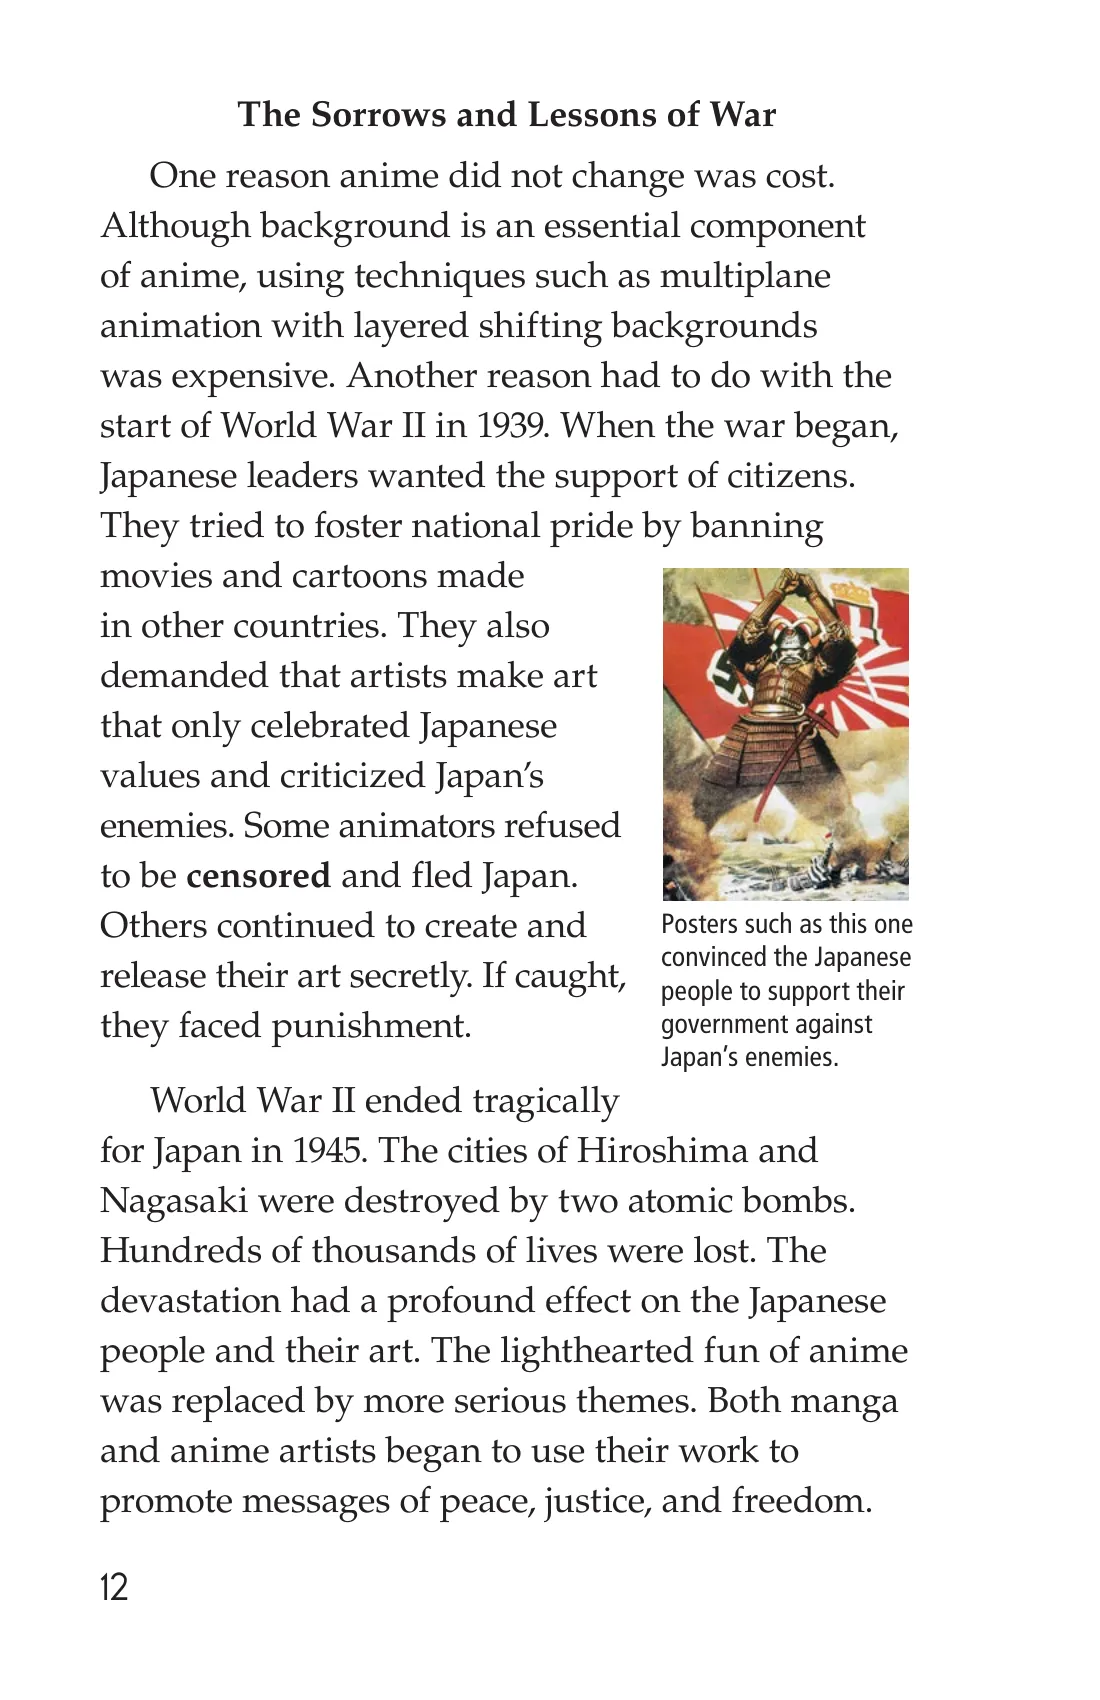 The Sorrows and Lessons of War
One reason anime did not change was cost.
Although background is an essential component
of anime, using techniques such as multiplane
animation with layered shifting backgrounds
was expensive. Another reason had to do with the
start of World War II in 1939. When the war began,
Japanese leaders wanted the support of citizens.
They tried to foster national pride by banning
movies and cartoons made
in other countries. They also
demanded that artists make art
that only celebrated Japanese
values and criticized Japan’s
enemies. Some animators refused
to be censored and fled Japan.
Others continued to create and
release their art secretly. If caught,
they faced punishment.
Posters such as this one
convinced the Japanese
people to support their
government against
Japan’s enemies.
World War II ended tragically
for Japan in 1945. The cities of Hiroshima and
Nagasaki were destroyed by two atomic bombs.
Hundreds of thousands of lives were lost. The
devastation had a profound effect on the Japanese
people and their art. The lighthearted fun of anime
was replaced by more serious themes. Both manga
and anime artists began to use their work to
promote messages of peace, justice, and freedom.
12